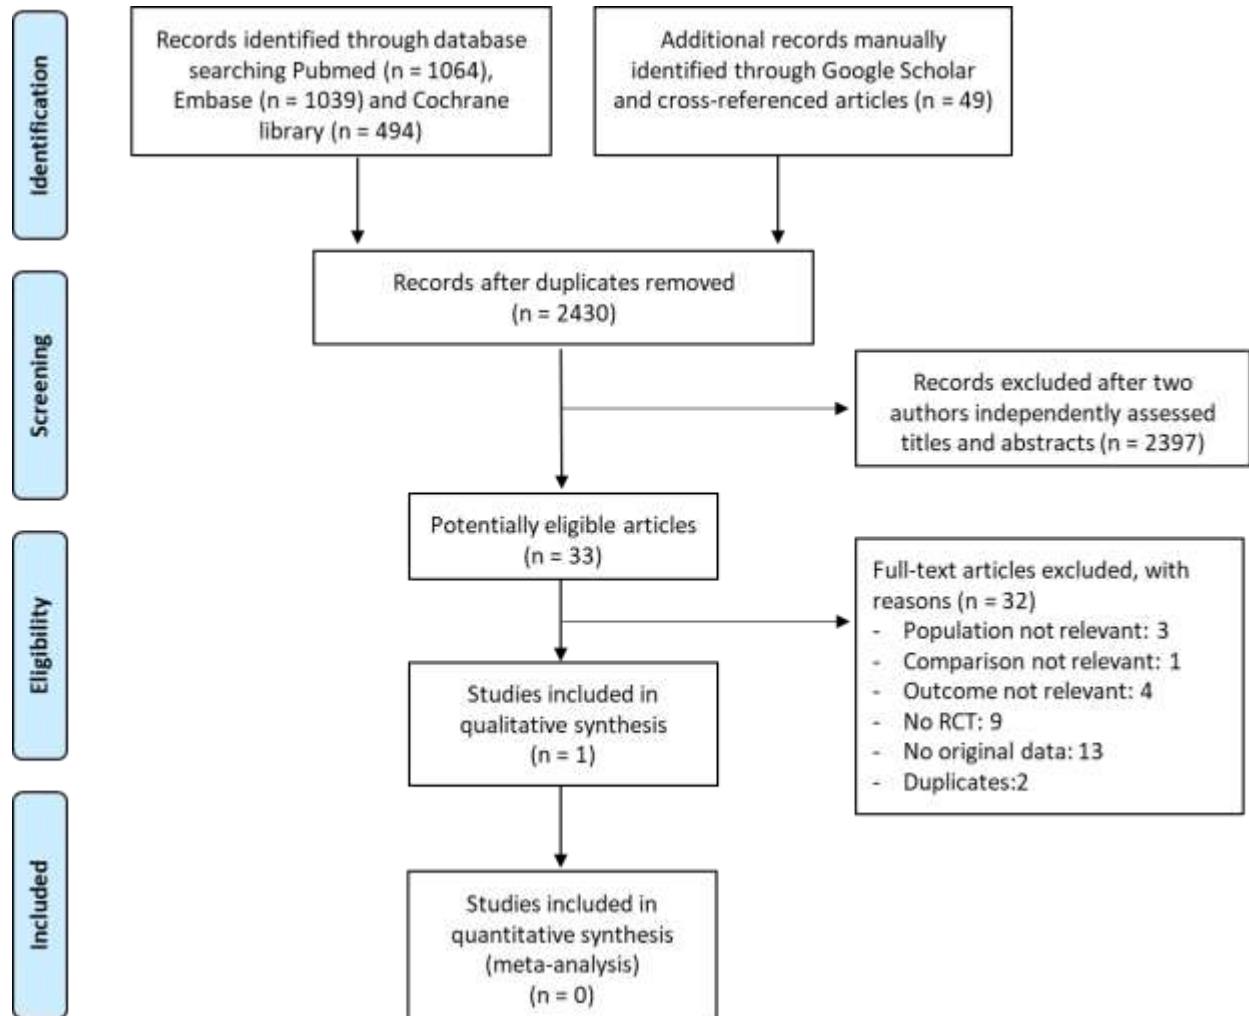 Identification
Records identified through database
searching Pubmed (n = 1064),
Embase (n = 1039) and Cochrane
library (n = 494)
Additional records manually
identified through Google Scholar
and cross-referenced articles (n = 49)
Records after duplicates removed
(n = 2430)
Screening
Records excluded after two
authors independently assessed
titles and abstracts (n = 2397)
Potentially eligible articles
(n = 33)
Eligibility
Full-text articles excluded, with
reasons (n = 32)
- Population not relevant: 3
- Comparison not relevant: 1
- Outcome not relevant: 4
- No RCT: 9
- No original data: 13
- Duplicates:2
Studies included in
qualitative synthesis
(n = 1)
Included
Studies included in
quantitative synthesis
(meta-analysis)
(n = 0)